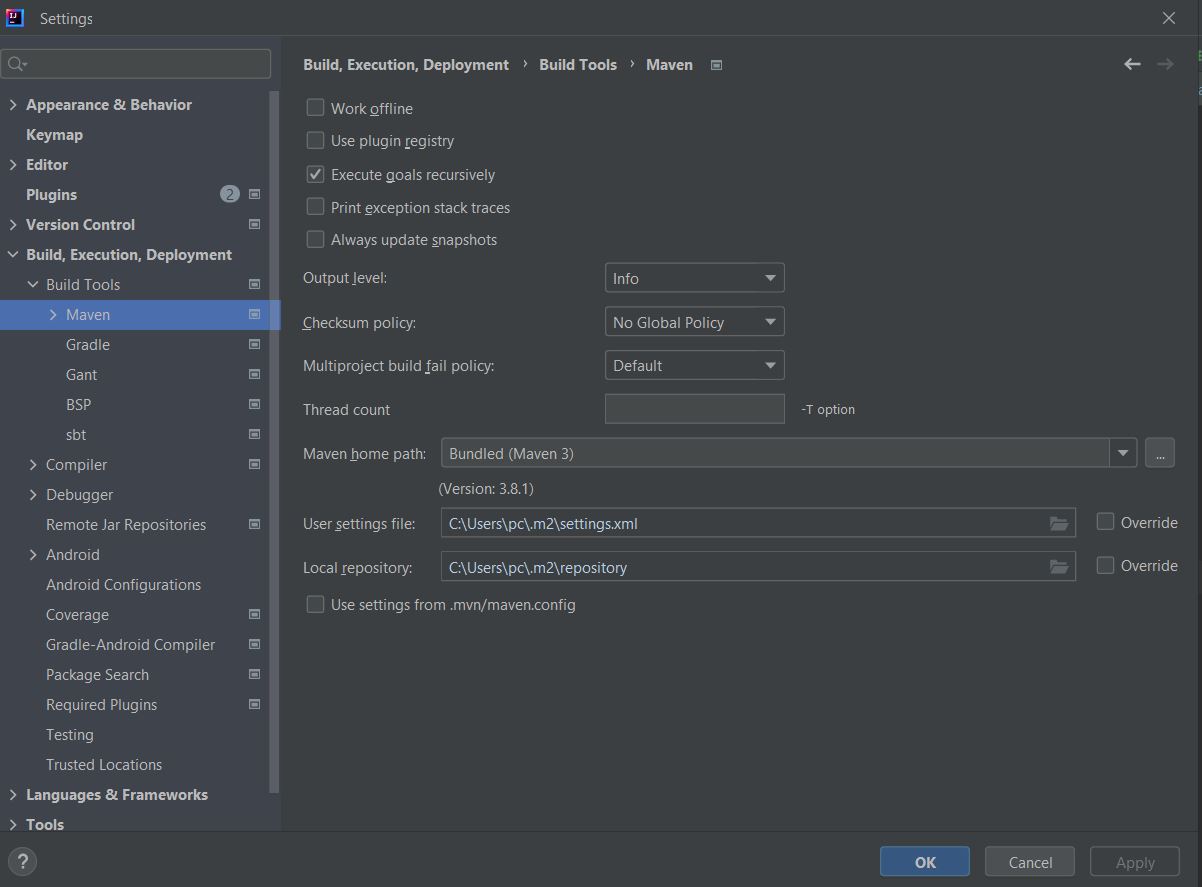 Settings
Build, Execution, Deployment › Build Tools › Maven
Appearance & Behavior
Keymap
Editor
Plugins 2
Version Control
Build, Execution, Deployment
Build Tools
Maven
Gradle
Gant
BSP
sbt
Compiler
Debugger
Remote Jar Repositories
Android
Android Configurations
Coverage
Gradle-Android Compiler
Package Search
Required Plugins
Testing
Trusted Locations
Languages & Frameworks
Tools
Work offline
Use plugin registry
Execute goals recursively
Print exception stack traces
Always update snapshots
Output level: Info
Checksum policy: No Global Policy
Multiproject build fail policy: Default
Thread count -T option
Maven home path: Bundled (Maven 3) ...
(Version: 3.8.1)
User settings file: C:\Users\pc\.m2\settings.xml Override
Local repository: C:\Users\pc\.m2\repository Override
Use settings from .mvn/maven.config
? OK Cancel Apply